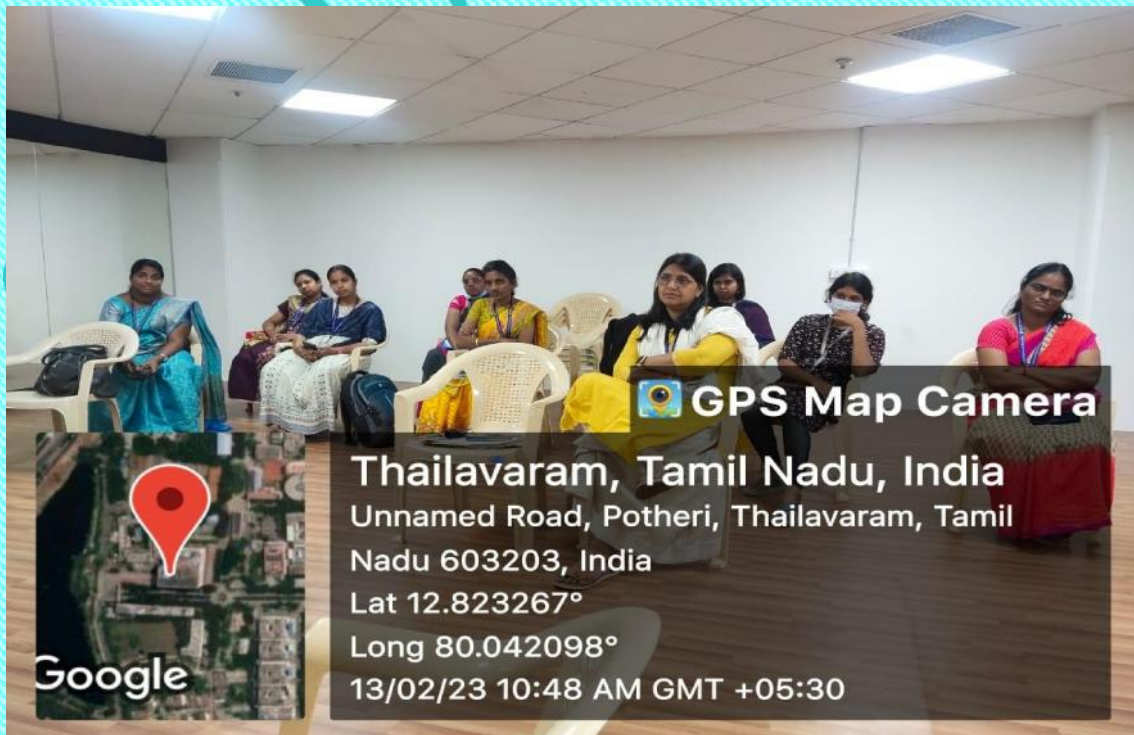 GPS Map Camera
Thailavaram, Tamil Nadu, India
Unnamed Road, Potheri, Thailavaram, Tamil
Nadu 603203, India
Lat 12.823267°
Long 80.042098°
13/02/23 10:48 AM GMT +05:30
Google